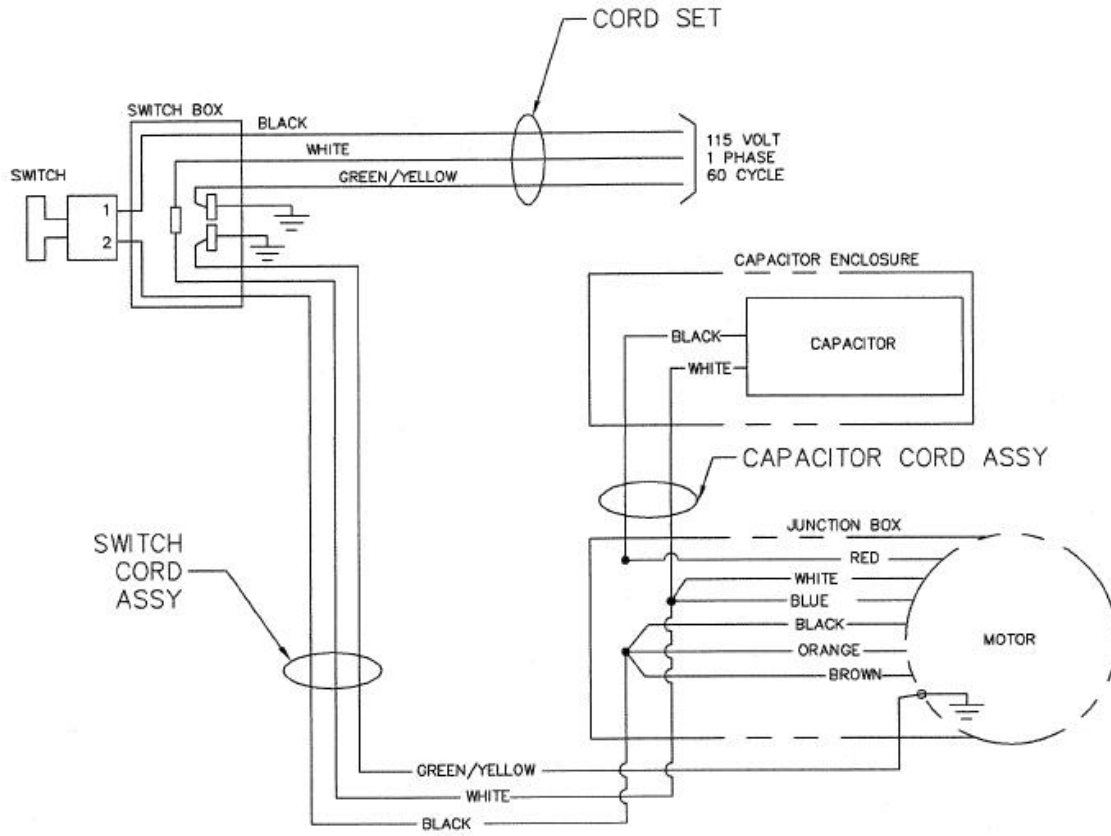 CORD SET
SWITCH BOX
BLACK
WHITE
GREEN/YELLOW
115 VOLT
1 PHASE
60 CYCLE
SWITCH
1
2
CAPACITOR ENCLOSURE
BLACK
CAPACITOR
WHITE
CAPACITOR CORD ASSY
JUNCTION BOX
SWITCH
CORD
ASSY
RED
WHITE
BLUE
BLACK
MOTOR
ORANGE
BROWN
GREEN/YELLOW
WHITE
BLACK